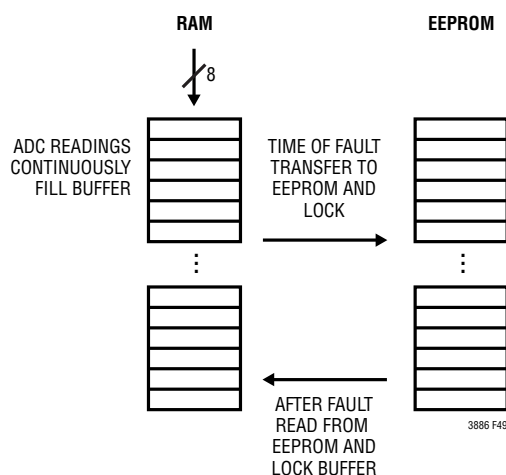 RAM
EEPROM
8
ADC READINGS
CONTINUOUSLY
FILL BUFFER
TIME OF FAULT
TRANSFER TO
EEPROM AND
LOCK
AFTER FAULT
READ FROM
EEPROM AND
LOCK BUFFER
3886 F49